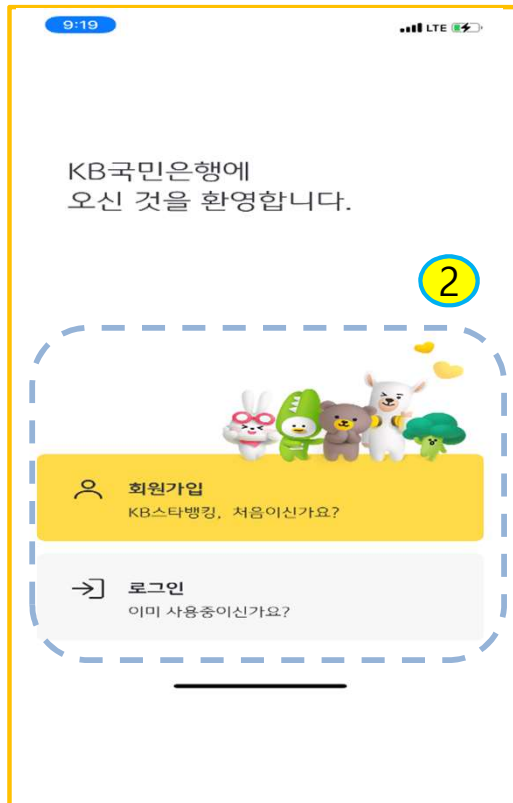 9:19
LTE
KB국민은행에
오신 것을 환영합니다.
2
회원가입
KB스타뱅킹, 처음이신가요?
로그인
이미 사용중이신가요?